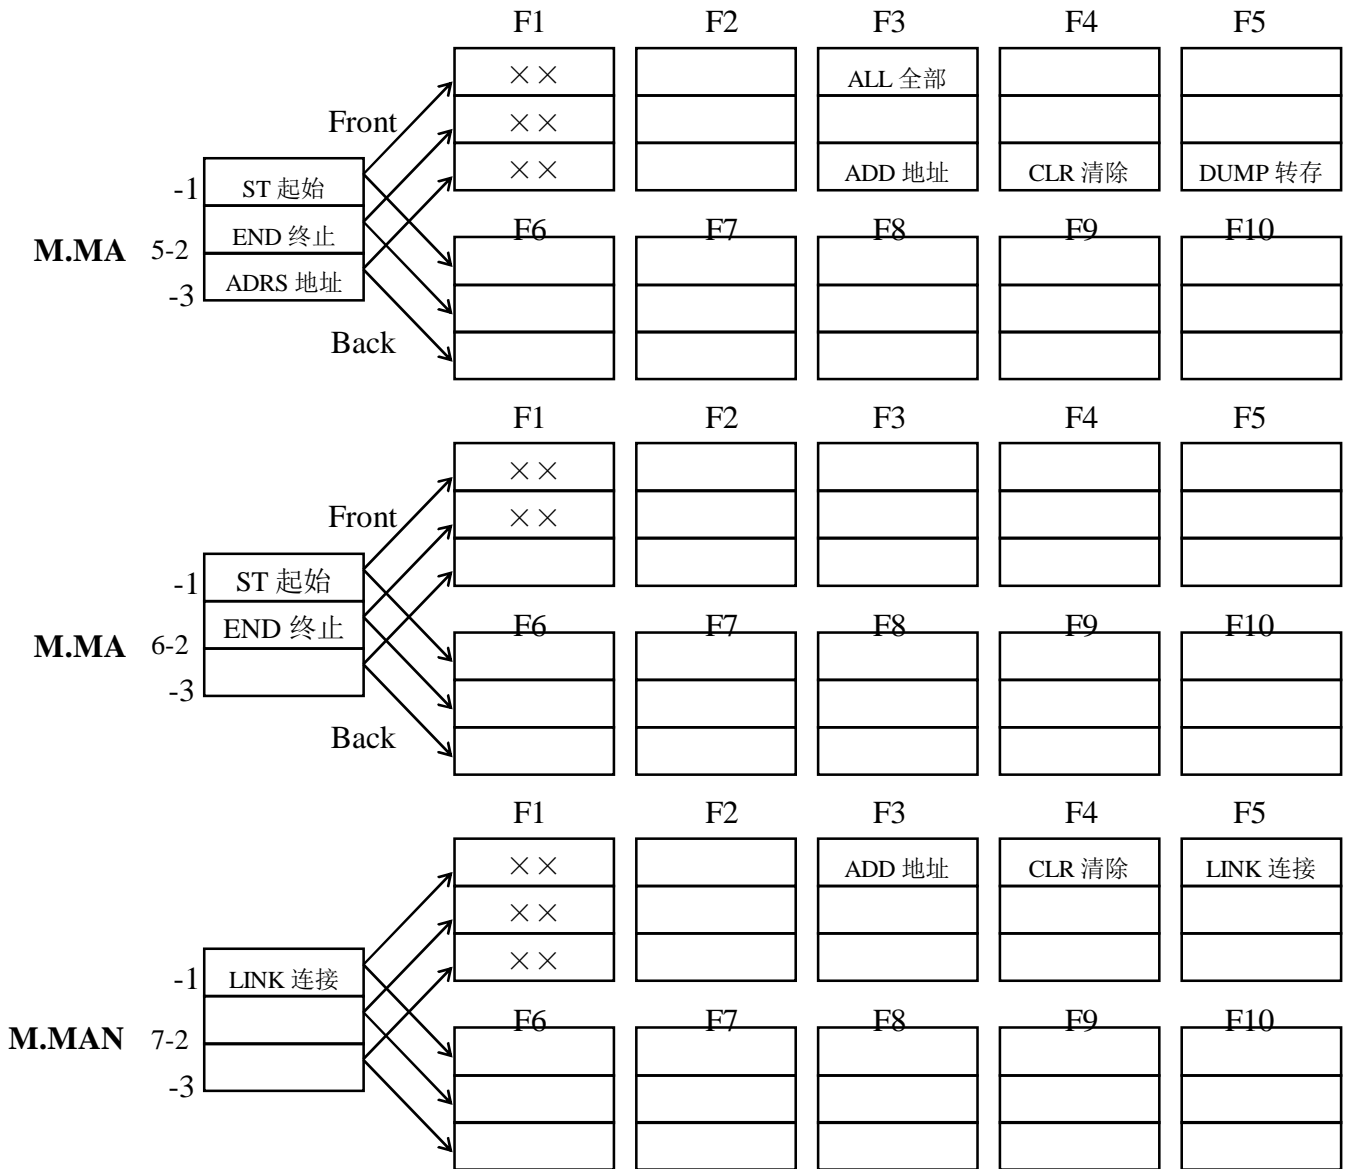 F1 F2 F3 F4 F5
×× ALL 全部
Front ××
×× ADD 地址 CLR 清除 DUMP 转存
-1 ST 起始
F6 F7 F8 F9 F10
M.MA 5-2 END 终止
-3 ADRS 地址
Back
F1 F2 F3 F4 F5
××
Front ××
-1 ST 起始
F6 F7 F8 F9 F10
M.MA 6-2 END 终止
-3
Back
F1 F2 F3 F4 F5
×× ADD 地址 CLR 清除 LINK 连接
××
××
-1 LINK 连接
F6 F7 F8 F9 F10
M.MAN 7-2
-3